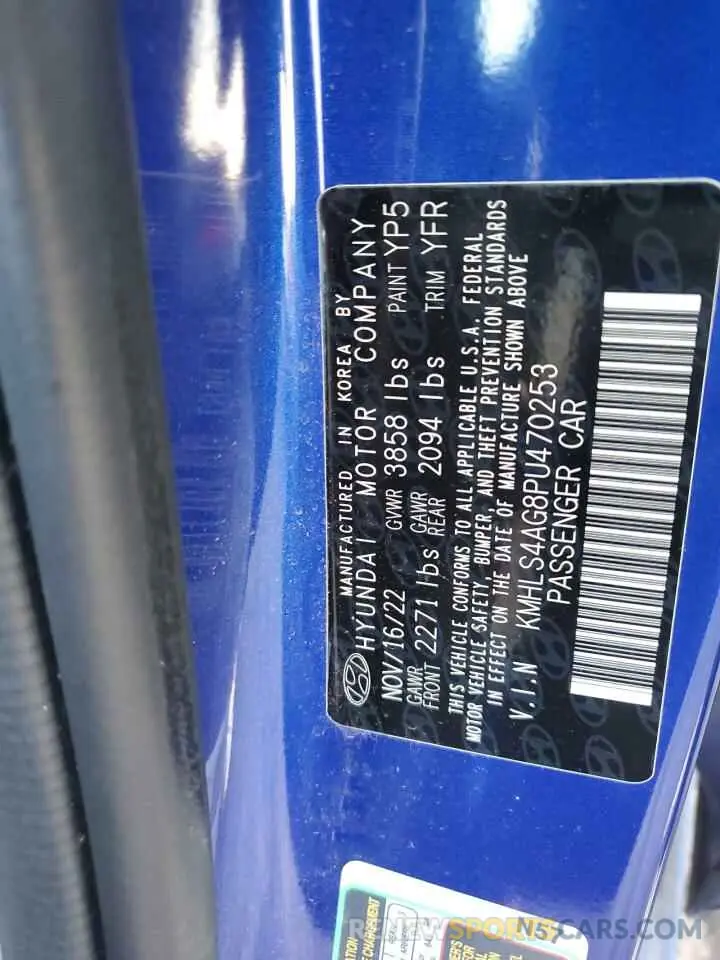 MANUFACTURED IN KOREA BY
HYUNDAI MOTOR COMPANY
NOV/16/22 GVWR 3858 lbs PAINT YP5
GAWR FRONT 2271 lbs GAWR REAR 2094 lbs TRIM YFR
THIS VEHICLE CONFORMS TO ALL APPLICABLE U.S.A. FEDERAL
MOTOR VEHICLE SAFETY, BUMPER, AND THEFT PREVENTION STANDARDS
IN EFFECT ON THE DATE OF MANUFACTURE SHOWN ABOVE
V.I.N KMHLS4AG8PU470253
PASSENGER CAR
RENEWSPORTSCARS.COM